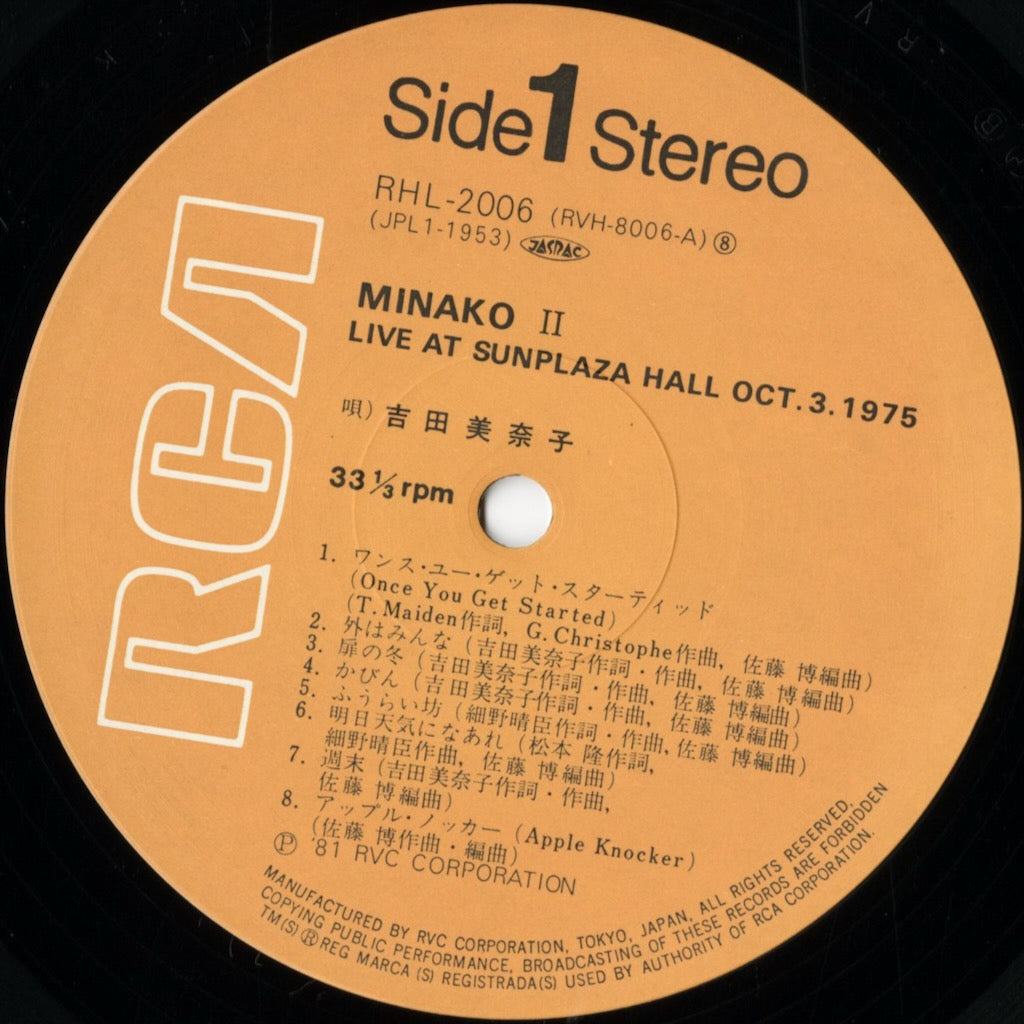 Side 1 Stereo
RHL-2006 (RVH-8006-A) ⑧
(JPL1-1953) JASRAC
RCA
MINAKO II
LIVE AT SUNPLAZA HALL OCT.3.1975
唄) 吉田美奈子
33 1/3 rpm
1. ワンス・ユー・ゲット・スターティッド
(Once You Get Started)
(T.Maiden作詞, G.Christophe作曲, 佐藤 博編曲)
2. 外はみんな (吉田美奈子作詞・作曲, 佐藤 博編曲)
3. 扉の冬 (吉田美奈子作詞・作曲, 佐藤 博編曲)
4. かびん (吉田美奈子作詞・作曲, 佐藤 博編曲)
5. ふうらい坊 (細野晴臣作詞・作曲, 佐藤 博編曲)
6. 明日天気になあれ (松本 隆作詞,
細野晴臣作曲, 佐藤 博編曲)
7. 週末 (吉田美奈子作詞・作曲,
佐藤 博編曲)
8. アップル・ノッカー (Apple Knocker)
(佐藤 博作曲・編曲)
Ⓟ '81 RVC CORPORATION
MANUFACTURED BY RVC CORPORATION, TOKYO, JAPAN, ALL RIGHTS RESERVED,
COPYING PUBLIC PERFORMANCE, BROADCASTING OF THESE RECORDS ARE FORBIDDEN
TM(S) ® REG MARCA (S) REGISTRADA(S) USED BY AUTHORITY OF RCA CORPORATION.